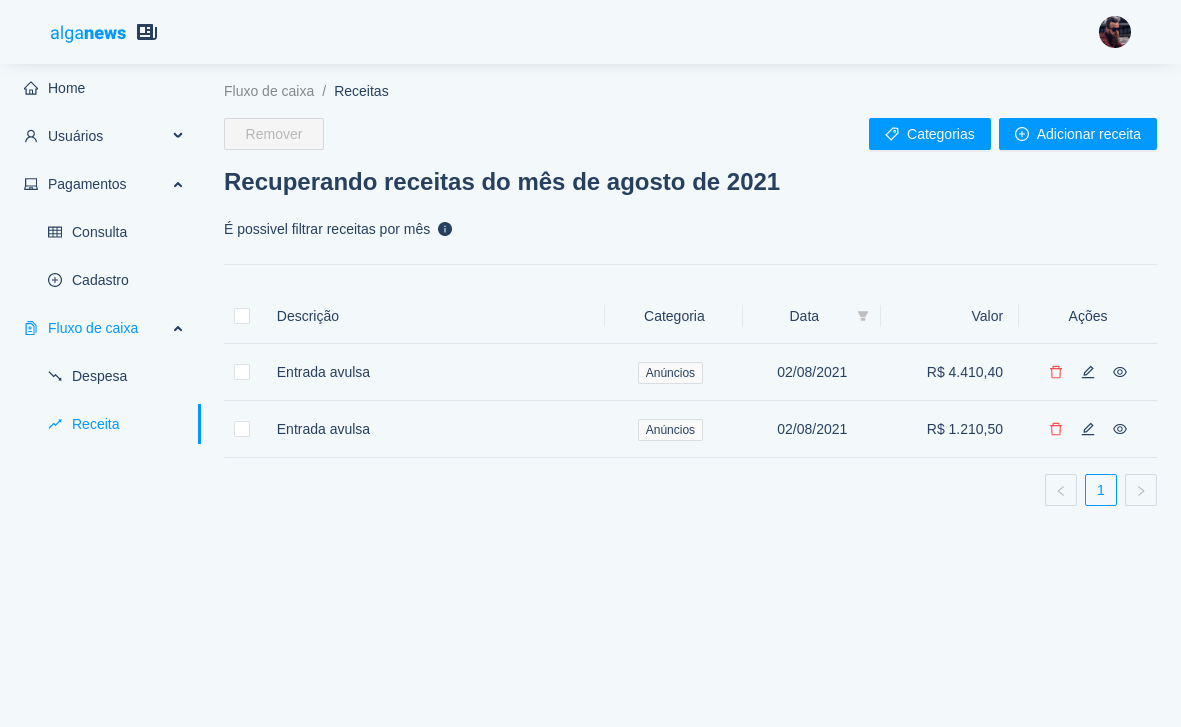 alganews
Home
Usuários
Pagamentos
Consulta
Cadastro
Fluxo de caixa
Despesa
Receita
Fluxo de caixa / Receitas
Remover
Categorias
Adicionar receita
Recuperando receitas do mês de agosto de 2021
É possivel filtrar receitas por mês
Descrição Categoria Data Valor Ações
Entrada avulsa Anúncios 02/08/2021 R$ 4.410,40
Entrada avulsa Anúncios 02/08/2021 R$ 1.210,50
1